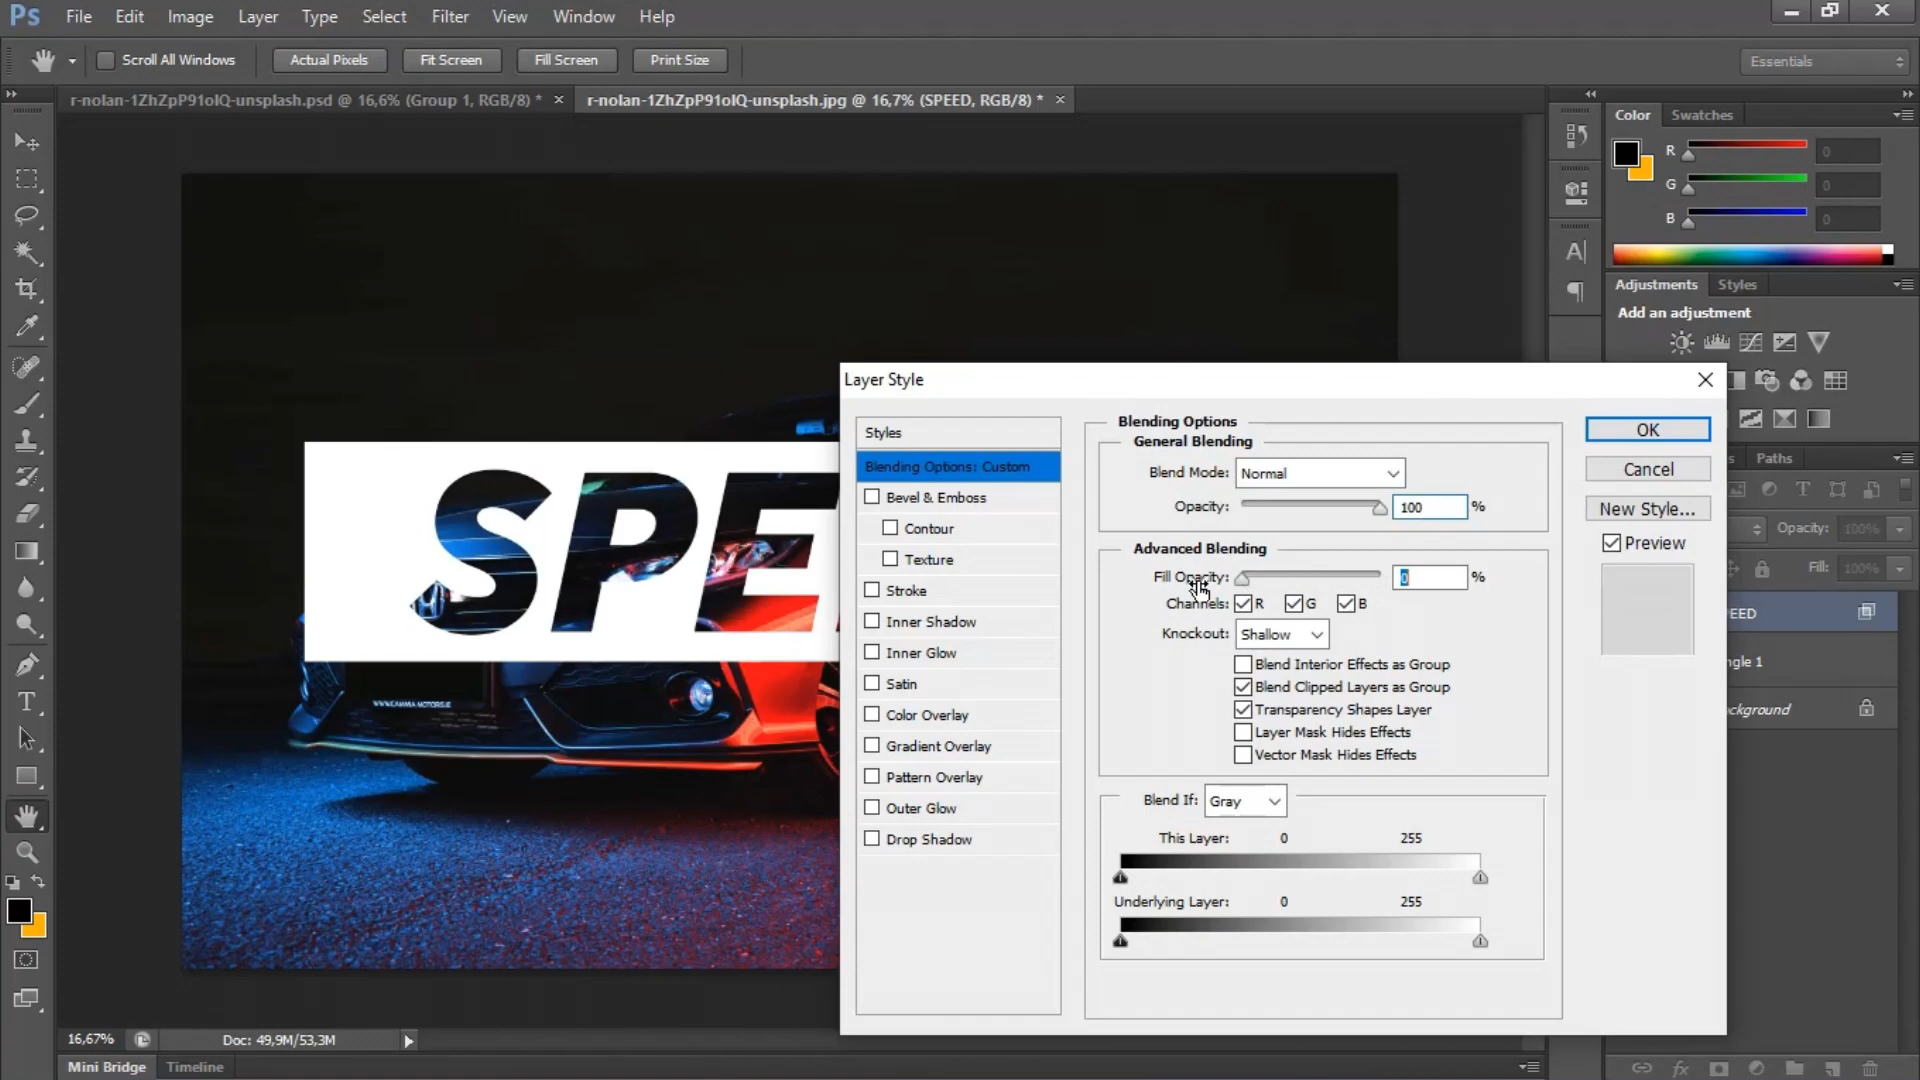 Ps File Edit Image Layer Type Select Filter View Window Help
Scroll All Windows Actual Pixels Fit Screen Fill Screen Print Size Essentials
r-nolan-1ZhZpP91olQ-unsplash.psd @ 16,6% (Group 1, RGB/8) * × r-nolan-1ZhZpP91olQ-unsplash.jpg @ 16,7% (SPEED, RGB/8) * ×
Color Swatches
R 0
G 0
B 0
Adjustments Styles
Add an adjustment
Layer Style
Styles
Blending Options: Custom
Bevel & Emboss
Contour
Texture
Stroke
Inner Shadow
Inner Glow
Satin
Color Overlay
Gradient Overlay
Pattern Overlay
Outer Glow
Drop Shadow
Blending Options
General Blending
Blend Mode: Normal
Opacity: 100 %
Advanced Blending
Fill Opacity: 0 %
Channels: R G B
Knockout: Shallow
Blend Interior Effects as Group
Blend Clipped Layers as Group
Transparency Shapes Layer
Layer Mask Hides Effects
Vector Mask Hides Effects
Blend If: Gray
This Layer: 0 255
Underlying Layer: 0 255
OK
Cancel
New Style...
Preview
s Paths
Opacity: 100%
Fill: 100%
EED
ngle 1
ckground
SPE
16,67% Doc: 49,9M/53,3M
Mini Bridge Timeline